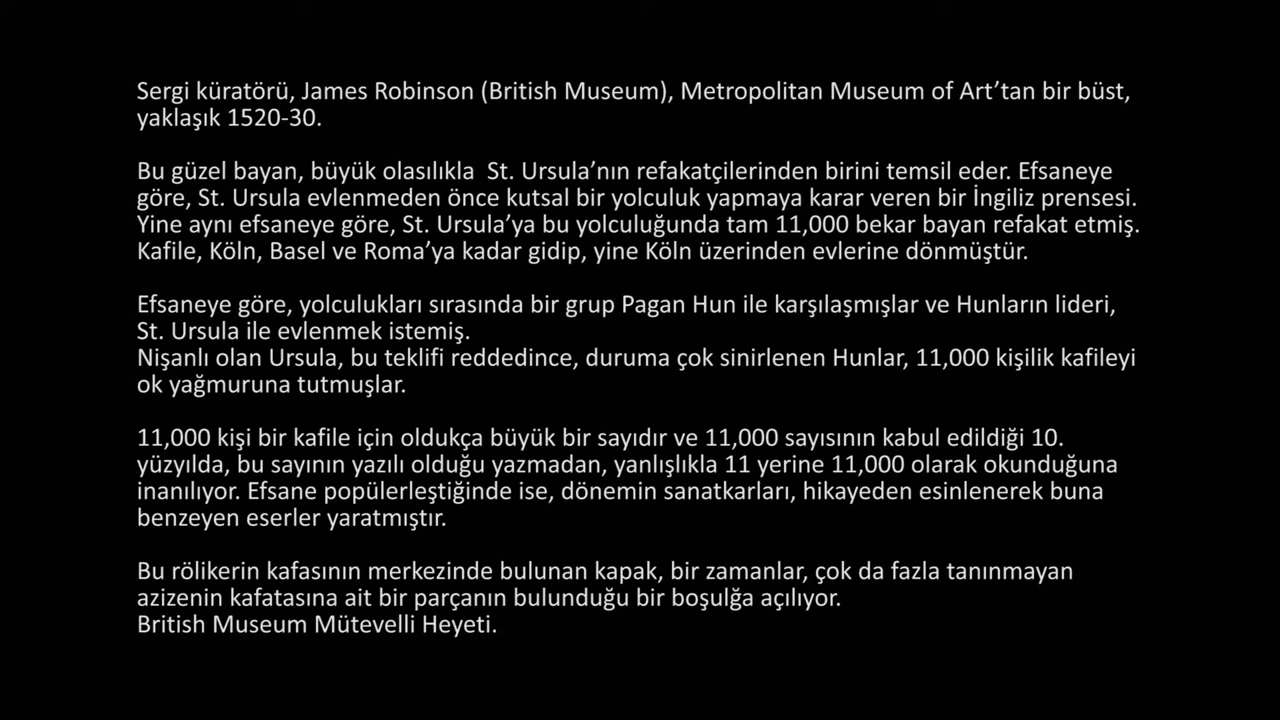 Sergi küratörü, James Robinson (British Museum), Metropolitan Museum of Art’tan bir büst,
yaklaşık 1520-30.
Bu güzel bayan, büyük olasılıkla  St. Ursula’nın refakatçilerinden birini temsil eder. Efsaneye
göre, St. Ursula evlenmeden önce kutsal bir yolculuk yapmaya karar veren bir İngiliz prensesi.
Yine aynı efsaneye göre, St. Ursula’ya bu yolculuğunda tam 11,000 bekar bayan refakat etmiş.
Kafile, Köln, Basel ve Roma’ya kadar gidip, yine Köln üzerinden evlerine dönmüştür.
Efsaneye göre, yolculukları sırasında bir grup Pagan Hun ile karşılaşmışlar ve Hunların lideri,
St. Ursula ile evlenmek istemiş.
Nişanlı olan Ursula, bu teklifi reddedince, duruma çok sinirlenen Hunlar, 11,000 kişilik kafileyi
ok yağmuruna tutmuşlar.
11,000 kişi bir kafile için oldukça büyük bir sayıdır ve 11,000 sayısının kabul edildiği 10.
yüzyılda, bu sayının yazılı olduğu yazmadan, yanlışlıkla 11 yerine 11,000 olarak okunduğuna
inanılıyor. Efsane popülerleştiğinde ise, dönemin sanatkarları, hikayeden esinlenerek buna
benzeyen eserler yaratmıştır.
Bu rölikerin kafasının merkezinde bulunan kapak, bir zamanlar, çok da fazla tanınmayan
azizenin kafatasına ait bir parçanın bulunduğu bir boşulğa açılıyor.
British Museum Mütevelli Heyeti.